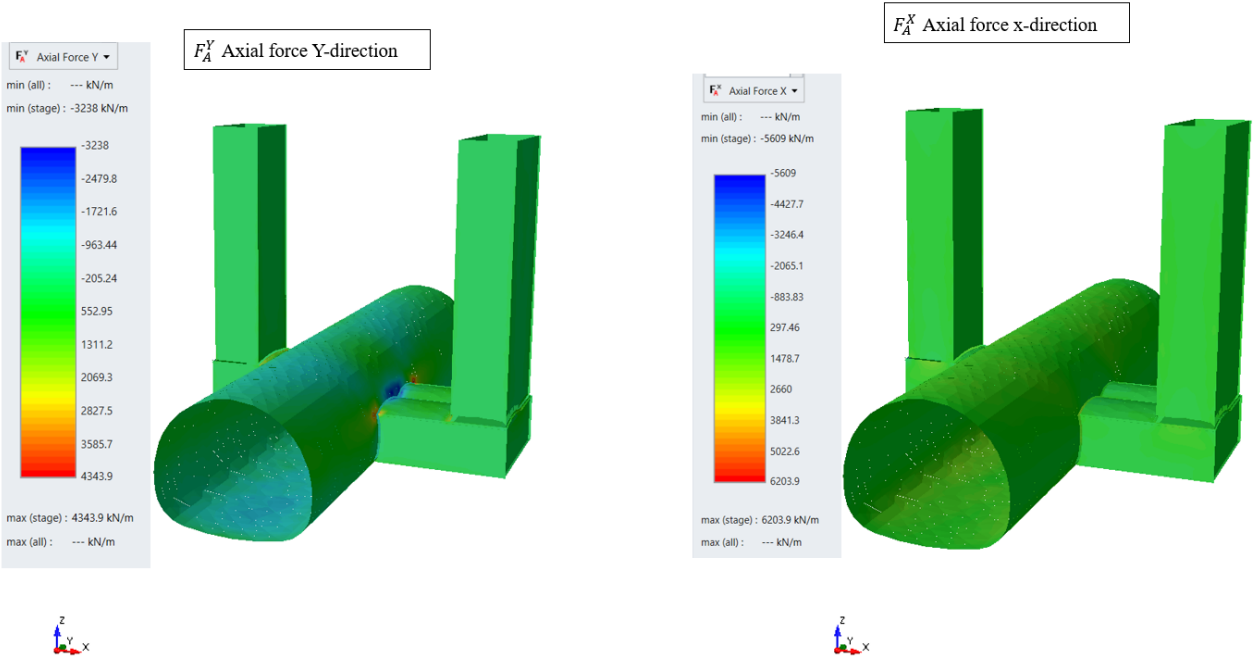 F_A^Y Axial force Y-direction
F_A^Y Axial Force Y
min (all) : --- kN/m
min (stage) : -3238 kN/m
-3238
-2479.8
-1721.6
-963.44
-205.24
552.95
1311.2
2069.3
2827.5
3585.7
4343.9
max (stage) : 4343.9 kN/m
max (all) : --- kN/m
Z
Y
X
F_A^X Axial force x-direction
F_A^X Axial Force X
min (all) : --- kN/m
min (stage) : -5609 kN/m
-5609
-4427.7
-3246.4
-2065.1
-883.83
297.46
1478.7
2660
3841.3
5022.6
6203.9
max (stage) : 6203.9 kN/m
max (all) : --- kN/m
Z
Y
X